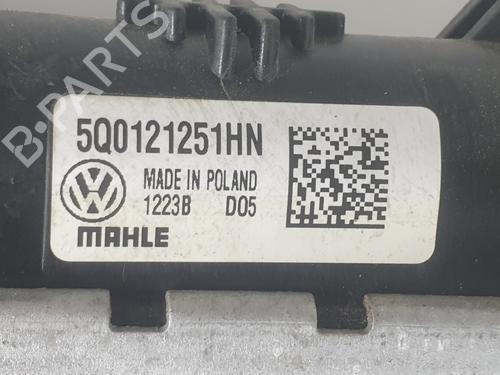 B-PARTS
5Q0121251HN
MADE IN POLAND
1223B D05
MAHLE